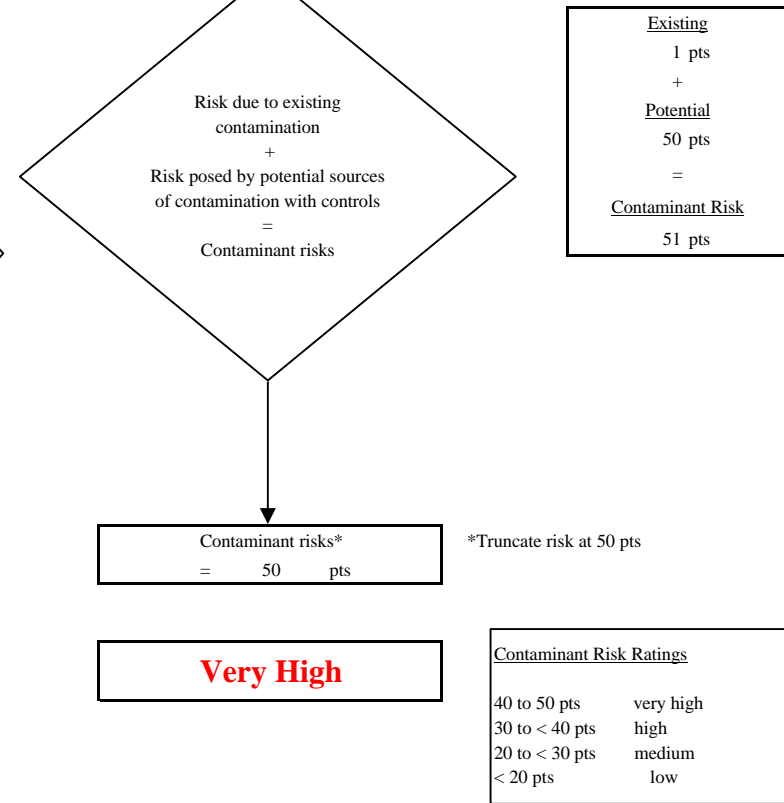 Risk due to existing
contamination
+
Risk posed by potential sources
of contamination with controls
=
Contaminant risks
Existing
1 pts
+
Potential
50 pts
=
Contaminant Risk
51 pts
Contaminant risks*
= 50 pts
*Truncate risk at 50 pts
Very High
Contaminant Risk Ratings
40 to 50 pts very high
30 to < 40 pts high
20 to < 30 pts medium
< 20 pts low